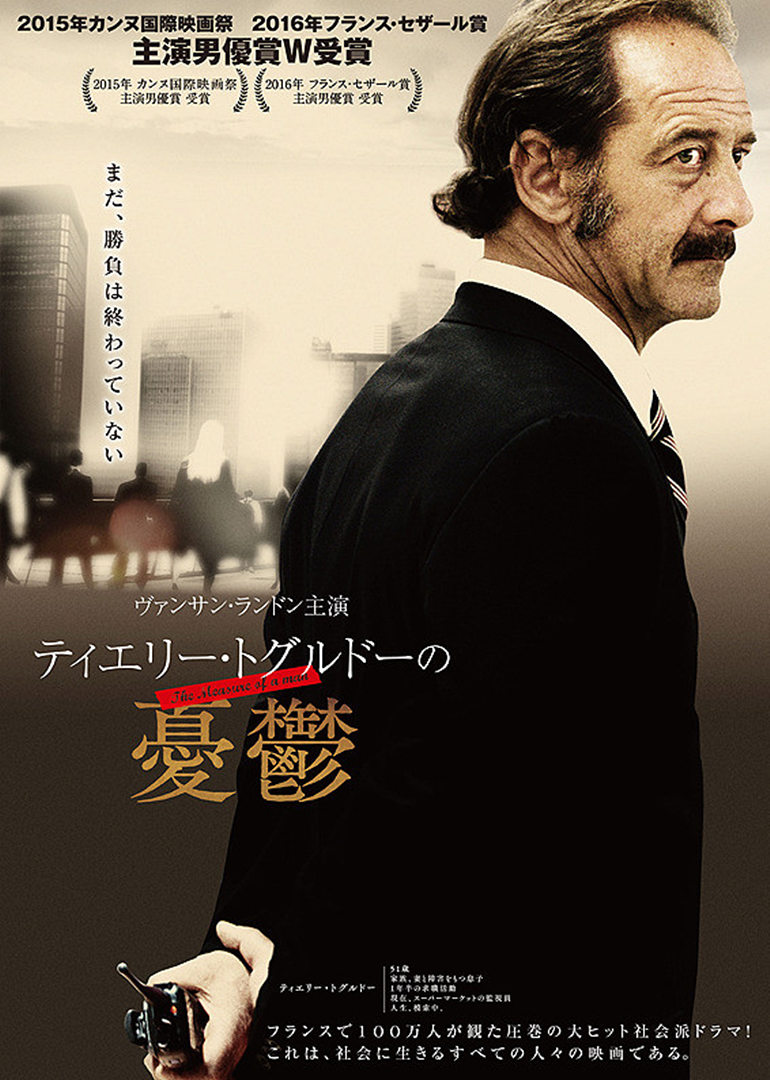 2015年カンヌ国際映画祭　2016年フランス・セザール賞
主演男優賞W受賞
2015年 カンヌ国際映画祭
主演男優賞 受賞
2016年 フランス・セザール賞
主演男優賞 受賞
まだ、勝負は終わっていない
ヴァンサン・ランドン主演
ティエリー・トグルドーの
The Measure of a man
憂鬱
ティエリー・トグルドー
51歳
家族、妻と障害をもつ息子
1年半の求職活動
現在、スーパーマーケットの監視員
人生、模索中。
フランスで100万人が観た圧巻の大ヒット社会派ドラマ!
これは、社会に生きるすべての人々の映画である。